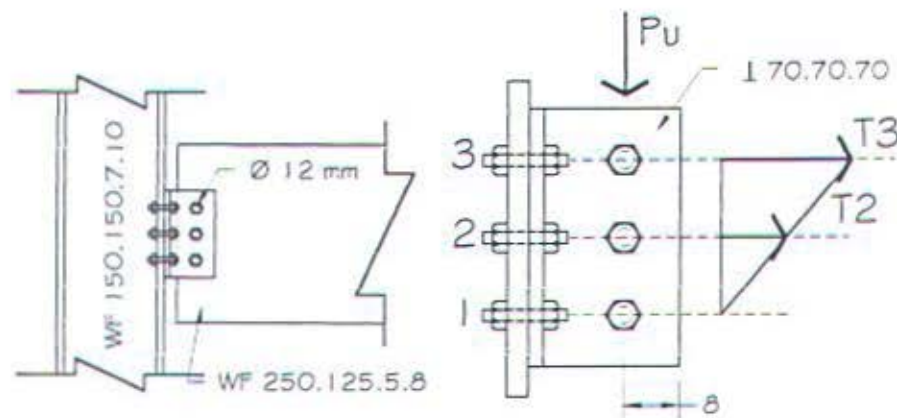 WF 150.150.7.10
Ø 12 mm
WF 250.125.5.8
Pu
⅃L 70.70.70
3
2
1
T3
T2
8